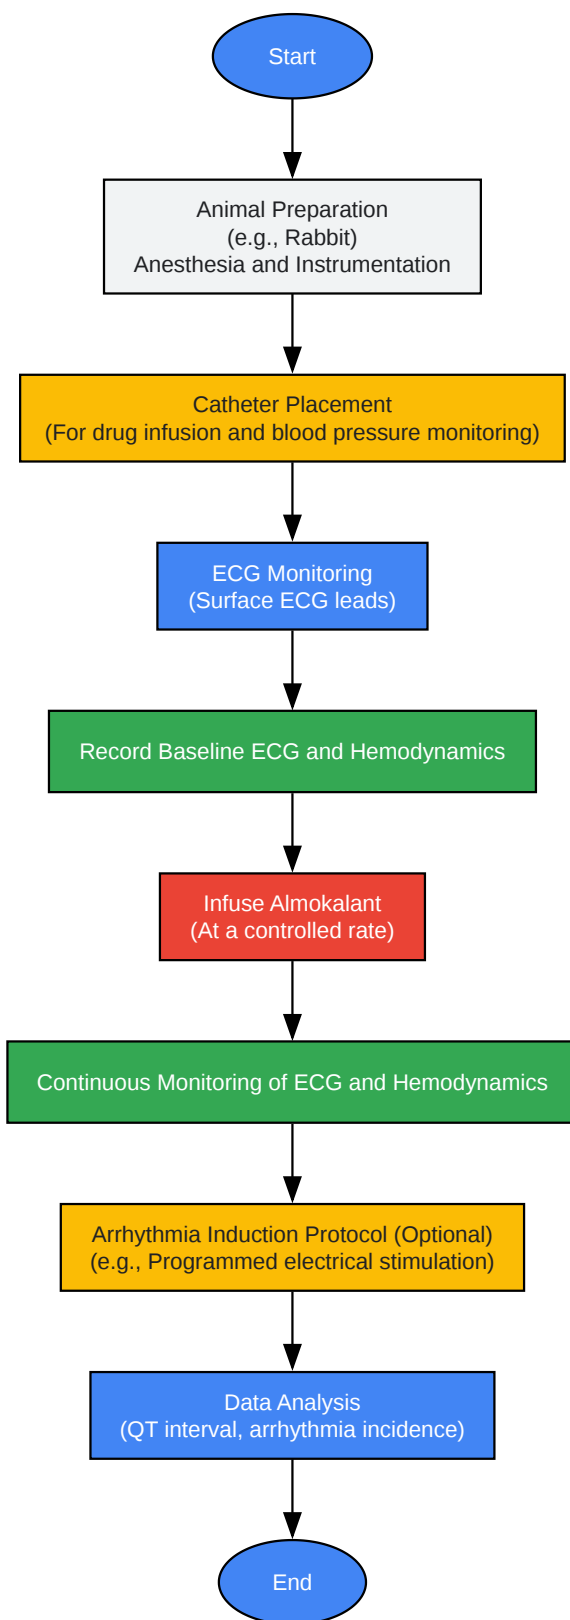 Start
Animal Preparation
(e.g., Rabbit)
Anesthesia and Instrumentation
Catheter Placement
(For drug infusion and blood pressure monitoring)
ECG Monitoring
(Surface ECG leads)
Record Baseline ECG and Hemodynamics
Infuse Almokalant
(At a controlled rate)
Continuous Monitoring of ECG and Hemodynamics
Arrhythmia Induction Protocol (Optional)
(e.g., Programmed electrical stimulation)
Data Analysis
(QT interval, arrhythmia incidence)
End